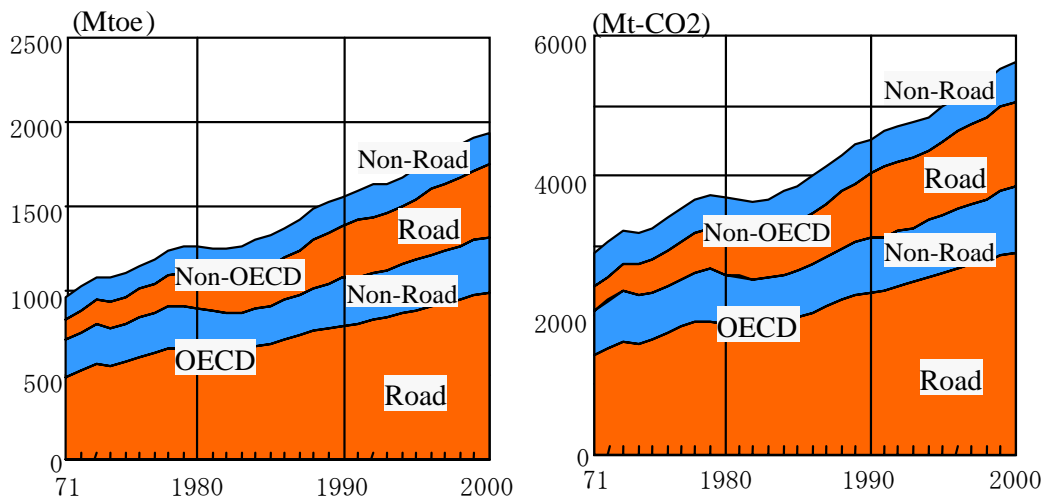 (Mtoe)
2500
2000
1500
1000
500
0
71
1980
1990
2000
Non-Road
Road
Non-OECD
Non-Road
OECD
Road
(Mt-CO2)
6000
4000
2000
0
71
1980
1990
2000
Non-Road
Road
Non-OECD
Non-Road
OECD
Road